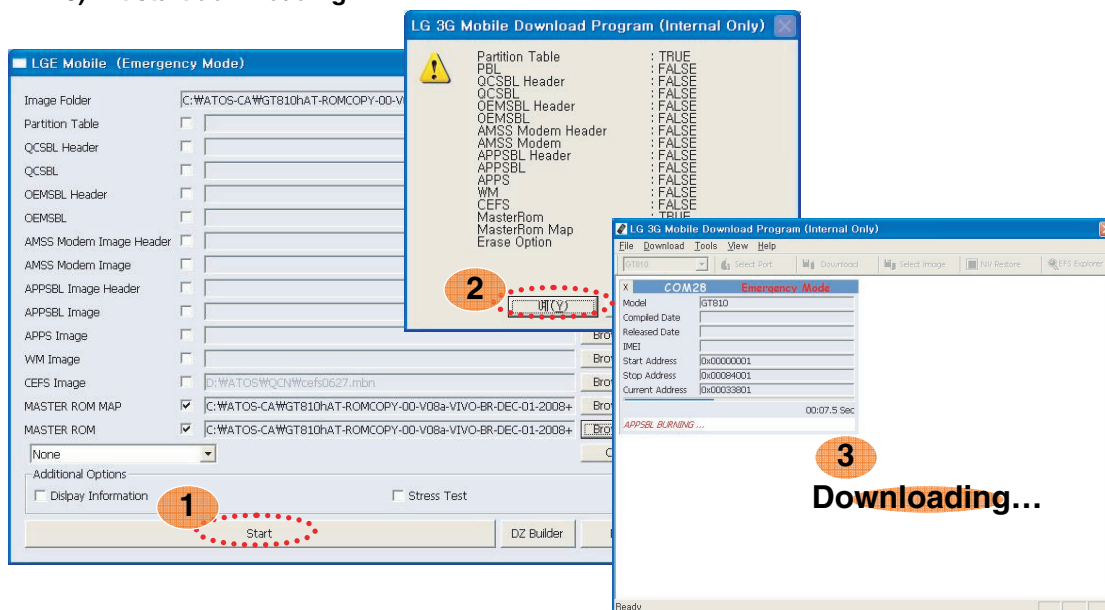 LG 3G Mobile Download Program (Internal Only)
Partition Table : TRUE
PBL : FALSE
QCSBL Header : FALSE
QCSBL : FALSE
OEMSBL Header : FALSE
OEMSBL : FALSE
AMSS Modem Header : FALSE
AMSS Modem : FALSE
APPSBL Header : FALSE
APPSBL : FALSE
APPS : FALSE
WM : FALSE
CEFS : FALSE
MasterRom : TRUE
MasterRom Map
Erase Option
2
예(Y)
LGE Mobile (Emergency Mode)
Image Folder C:₩ATOS-CA₩GT810hAT-ROMCOPY-00-V
Partition Table
QCSBL Header
QCSBL
OEMSBL Header
OEMSBL
AMSS Modem Image Header
AMSS Modem Image
APPSBL Image Header
APPSBL Image
APPS Image Bro
WM Image Bro
CEFS Image D:₩ATOS₩QCN₩cefs0627.mbn Bro
MASTER ROM MAP C:₩ATOS-CA₩GT810hAT-ROMCOPY-00-V08a-VIVO-BR-DEC-01-2008+ Bro
MASTER ROM C:₩ATOS-CA₩GT810hAT-ROMCOPY-00-V08a-VIVO-BR-DEC-01-2008+ Bro
None
Additional Options
Dislpay Information Stress Test
1
Start DZ Builder
LG 3G Mobile Download Program (Internal Only)
File Download Tools View Help
GT810 Select Port Download Select Image NV Restore EFS Explorer
X COM28 Emergency Mode
Model GT810
Compiled Date
Released Date
IMEI
Start Address 0x00000001
Stop Address 0x00084001
Current Address 0x00033801
00:07.5 Sec
APPSBL BURNING ...
3
Downloading...
Ready